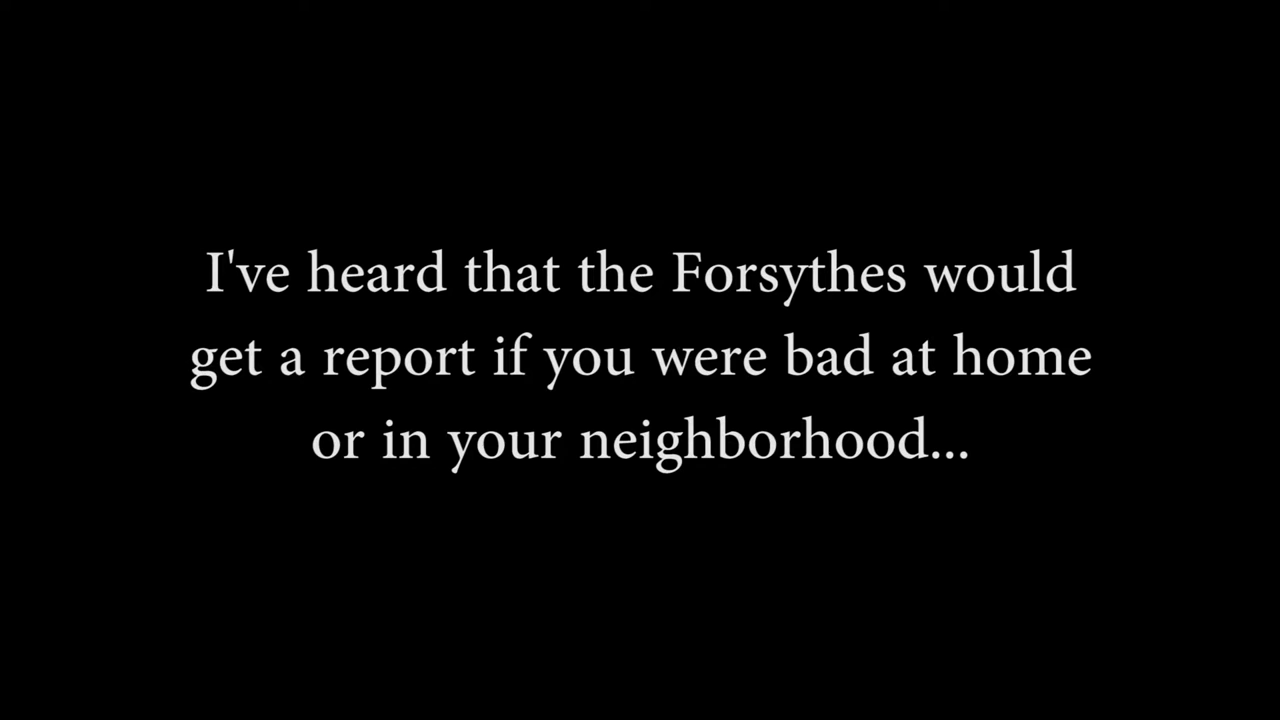 I've heard that the Forsythes would
get a report if you were bad at home
or in your neighborhood...